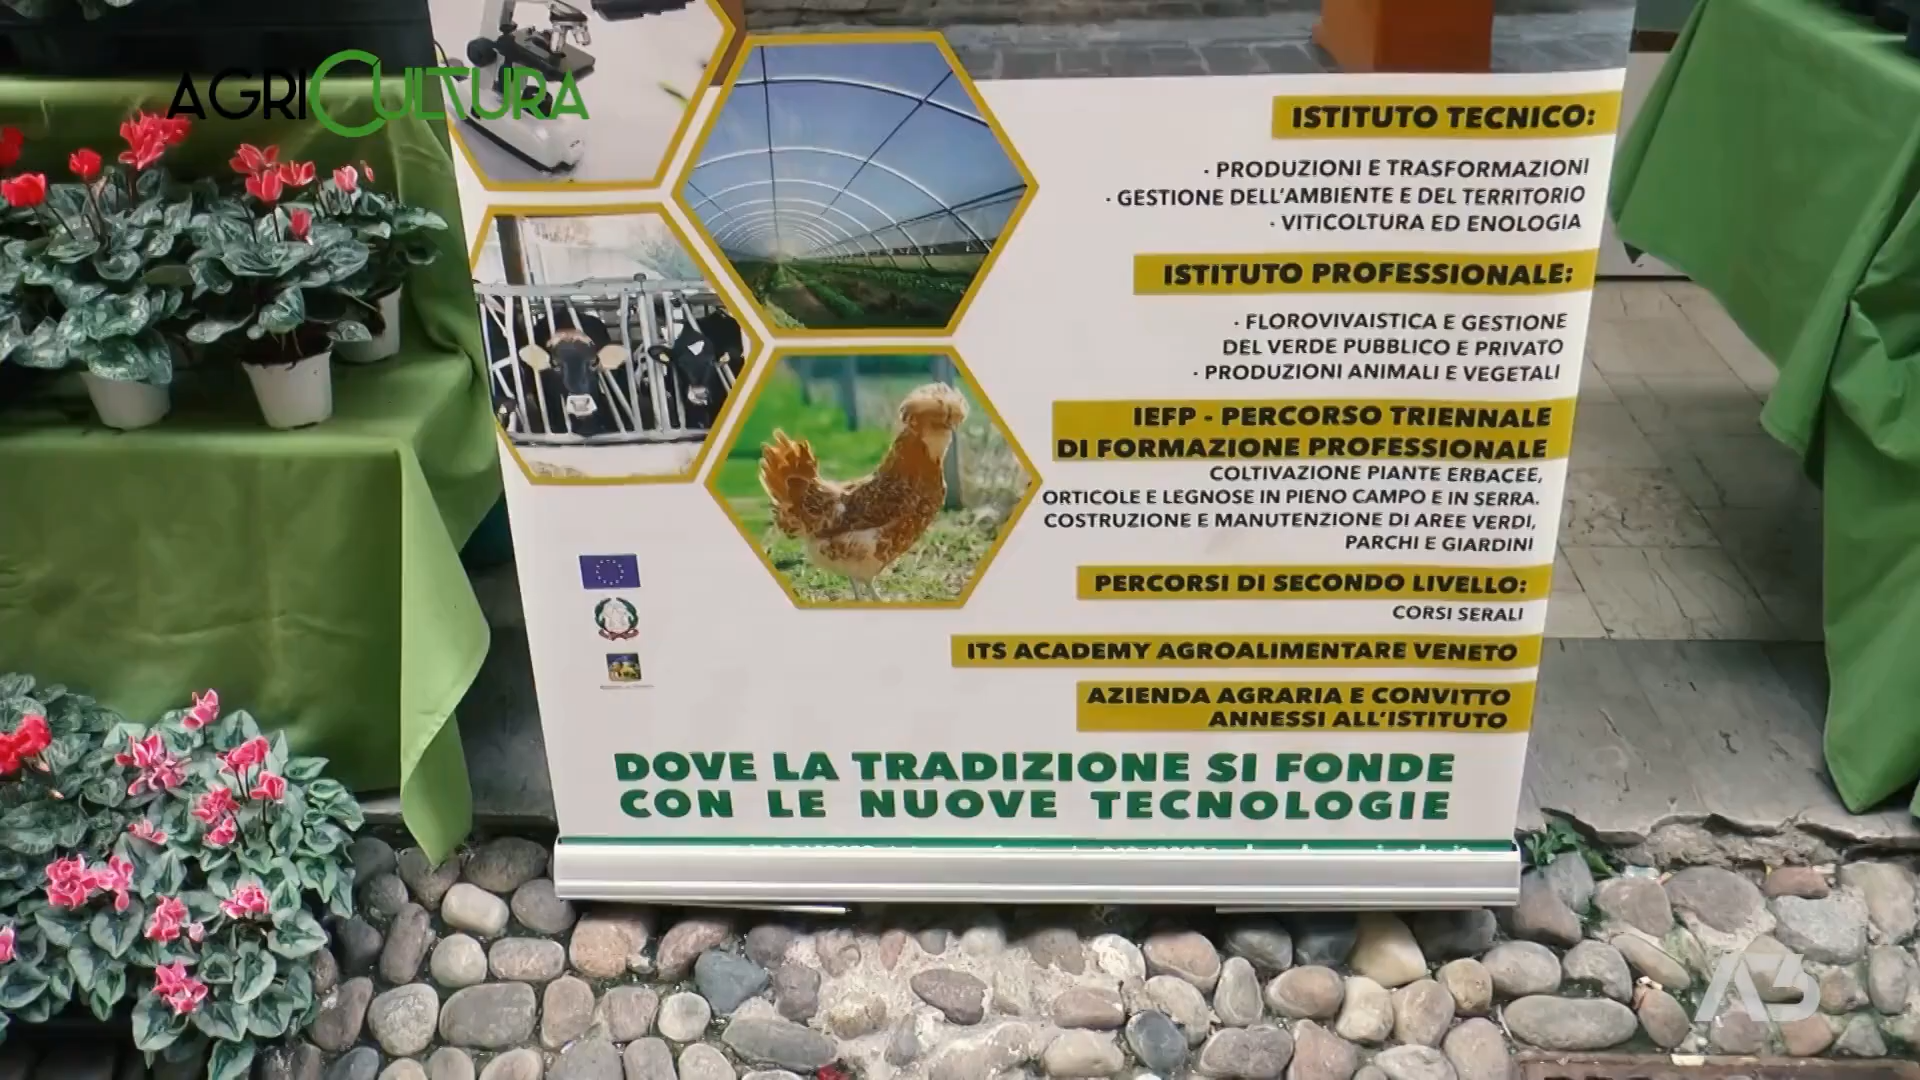 AGRICULTURA
ISTITUTO TECNICO:
· PRODUZIONI E TRASFORMAZIONI
· GESTIONE DELL'AMBIENTE E DEL TERRITORIO
· VITICOLTURA ED ENOLOGIA
ISTITUTO PROFESSIONALE:
· FLOROVIVAISTICA E GESTIONE
DEL VERDE PUBBLICO E PRIVATO
· PRODUZIONI ANIMALI E VEGETALI
IEFP - PERCORSO TRIENNALE
DI FORMAZIONE PROFESSIONALE
COLTIVAZIONE PIANTE ERBACEE,
ORTICOLE E LEGNOSE IN PIENO CAMPO E IN SERRA.
COSTRUZIONE E MANUTENZIONE DI AREE VERDI,
PARCHI E GIARDINI
PERCORSI DI SECONDO LIVELLO:
CORSI SERALI
ITS ACADEMY AGROALIMENTARE VENETO
AZIENDA AGRARIA E CONVITTO
ANNESSI ALL'ISTITUTO
DOVE LA TRADIZIONE SI FONDE
CON LE NUOVE TECNOLOGIE